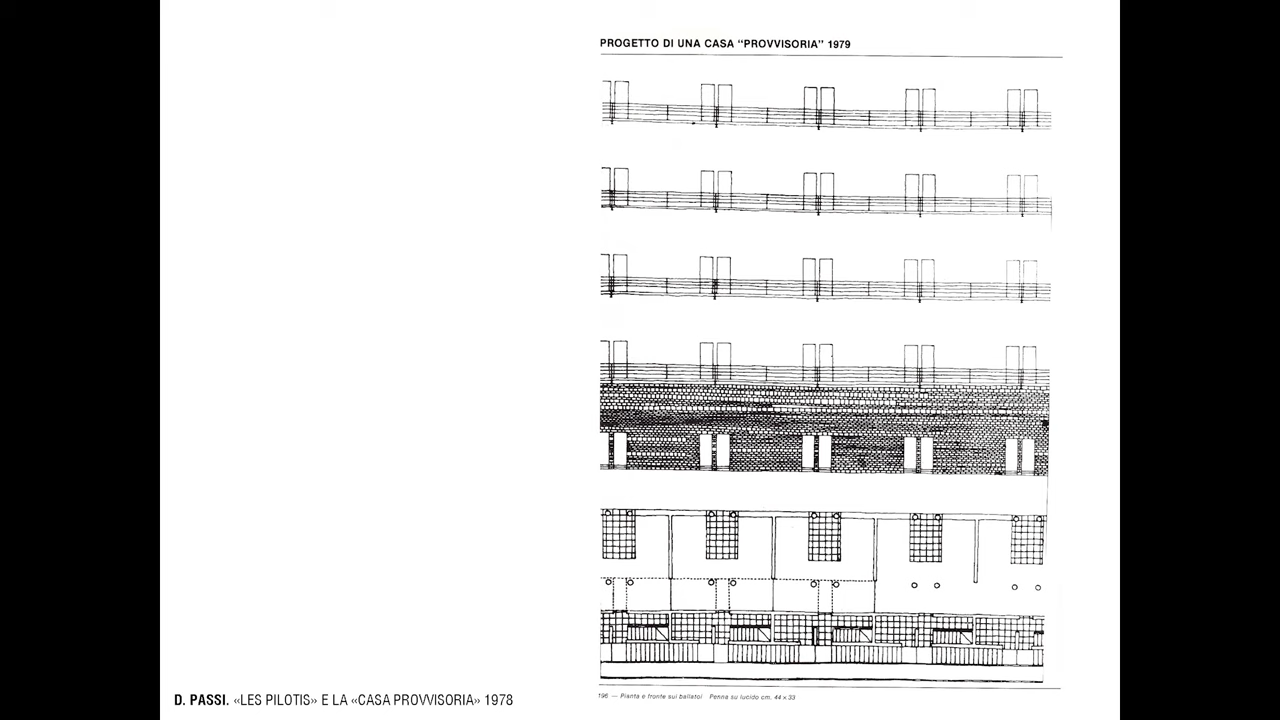 PROGETTO DI UNA CASA “PROVVISORIA” 1979
196 — Pianta e fronte sui ballatoi Penna su lucido cm. 44 x 33
D. PASSI. «LES PILOTIS» E LA «CASA PROVVISORIA» 1978